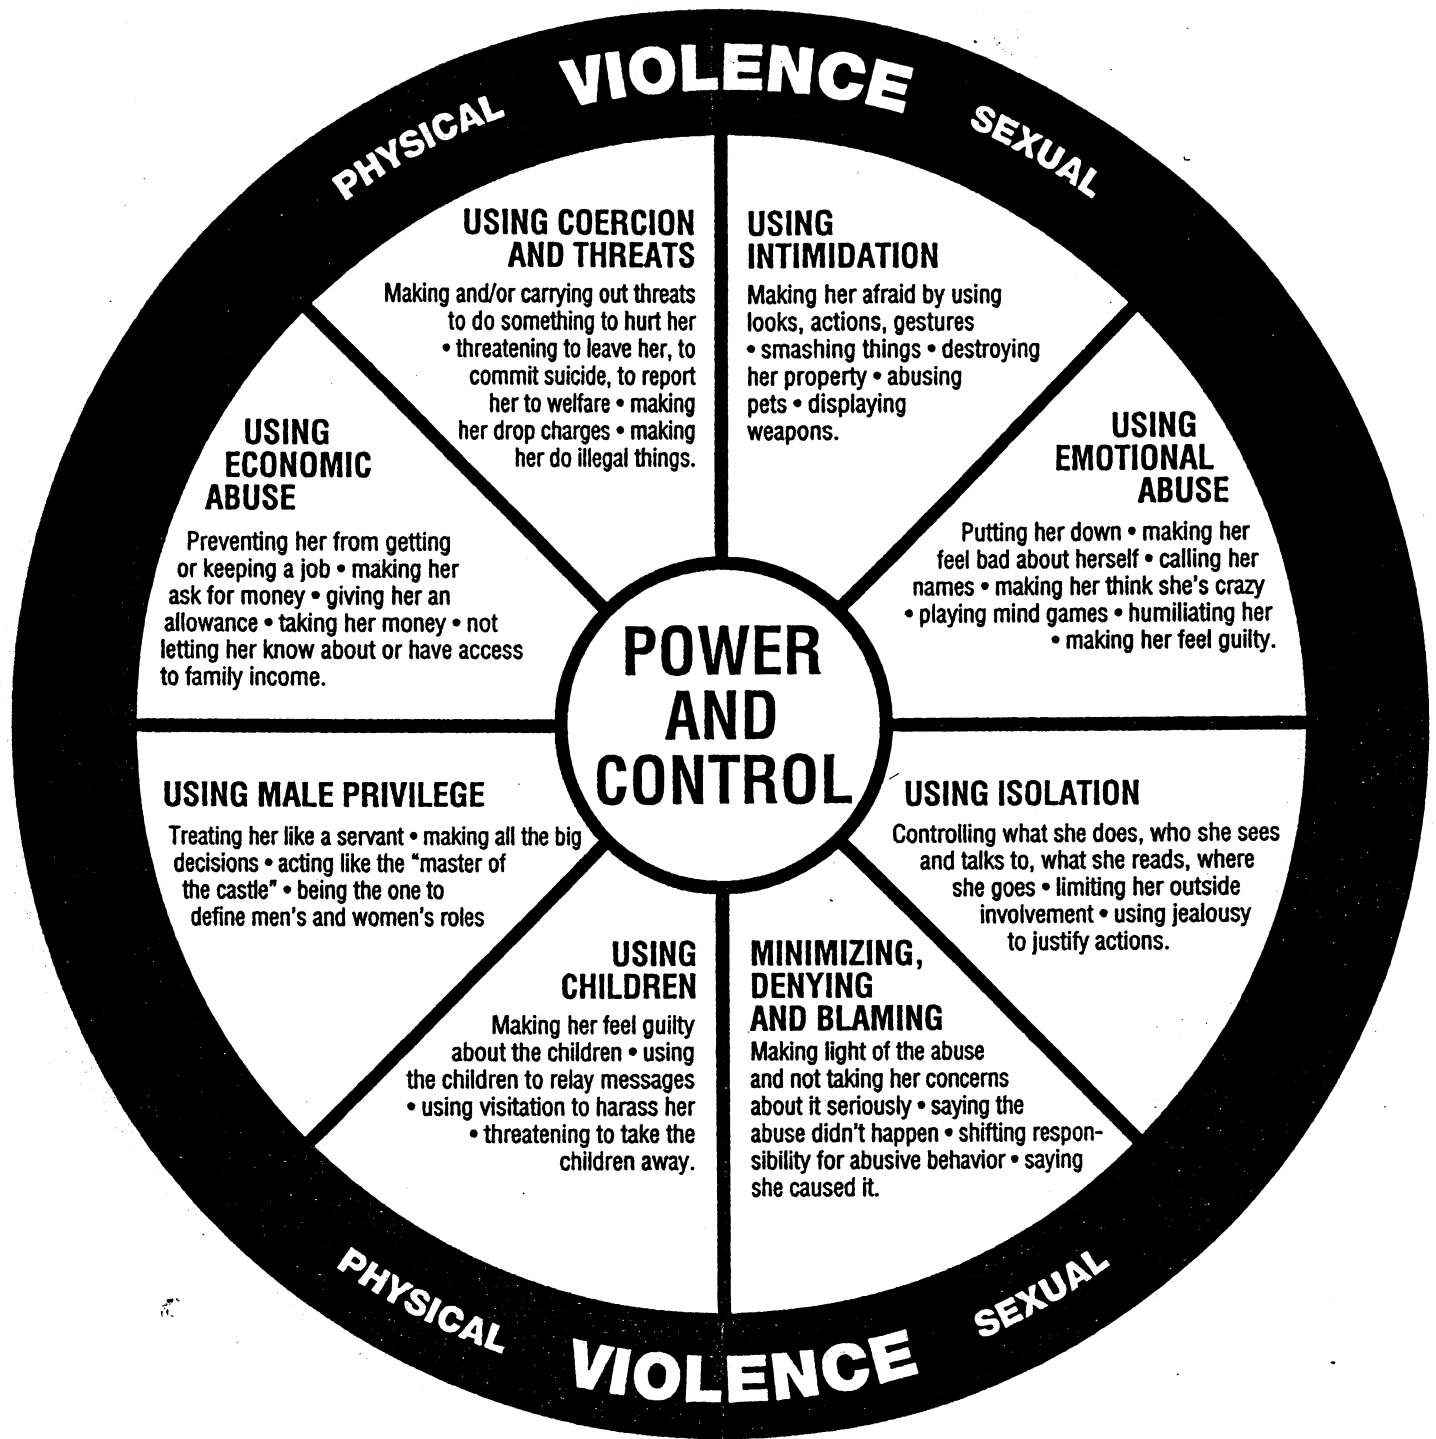 VIOLENCE
PHYSICAL
SEXUAL
USING COERCION
AND THREATS
Making and/or carrying out threats
to do something to hurt her
• threatening to leave her, to
commit suicide, to report
her to welfare • making
her drop charges • making
her do illegal things.
USING
INTIMIDATION
Making her afraid by using
looks, actions, gestures
• smashing things • destroying
her property • abusing
pets • displaying
weapons.
USING
EMOTIONAL
ABUSE
Putting her down • making her
feel bad about herself • calling her
names • making her think she's crazy
• playing mind games • humiliating her
• making her feel guilty.
USING ISOLATION
Controlling what she does, who she sees
and talks to, what she reads, where
she goes • limiting her outside
involvement • using jealousy
to justify actions.
MINIMIZING,
DENYING
AND BLAMING
Making light of the abuse
and not taking her concerns
about it seriously • saying the
abuse didn't happen • shifting respon-
sibility for abusive behavior • saying
she caused it.
USING
CHILDREN
Making her feel guilty
about the children • using
the children to relay messages
• using visitation to harass her
• threatening to take the
children away.
USING MALE PRIVILEGE
Treating her like a servant • making all the big
decisions • acting like the "master of
the castle" • being the one to
define men's and women's roles
USING
ECONOMIC
ABUSE
Preventing her from getting
or keeping a job • making her
ask for money • giving her an
allowance • taking her money • not
letting her know about or have access
to family income.
POWER
AND
CONTROL
PHYSICAL
VIOLENCE
SEXUAL